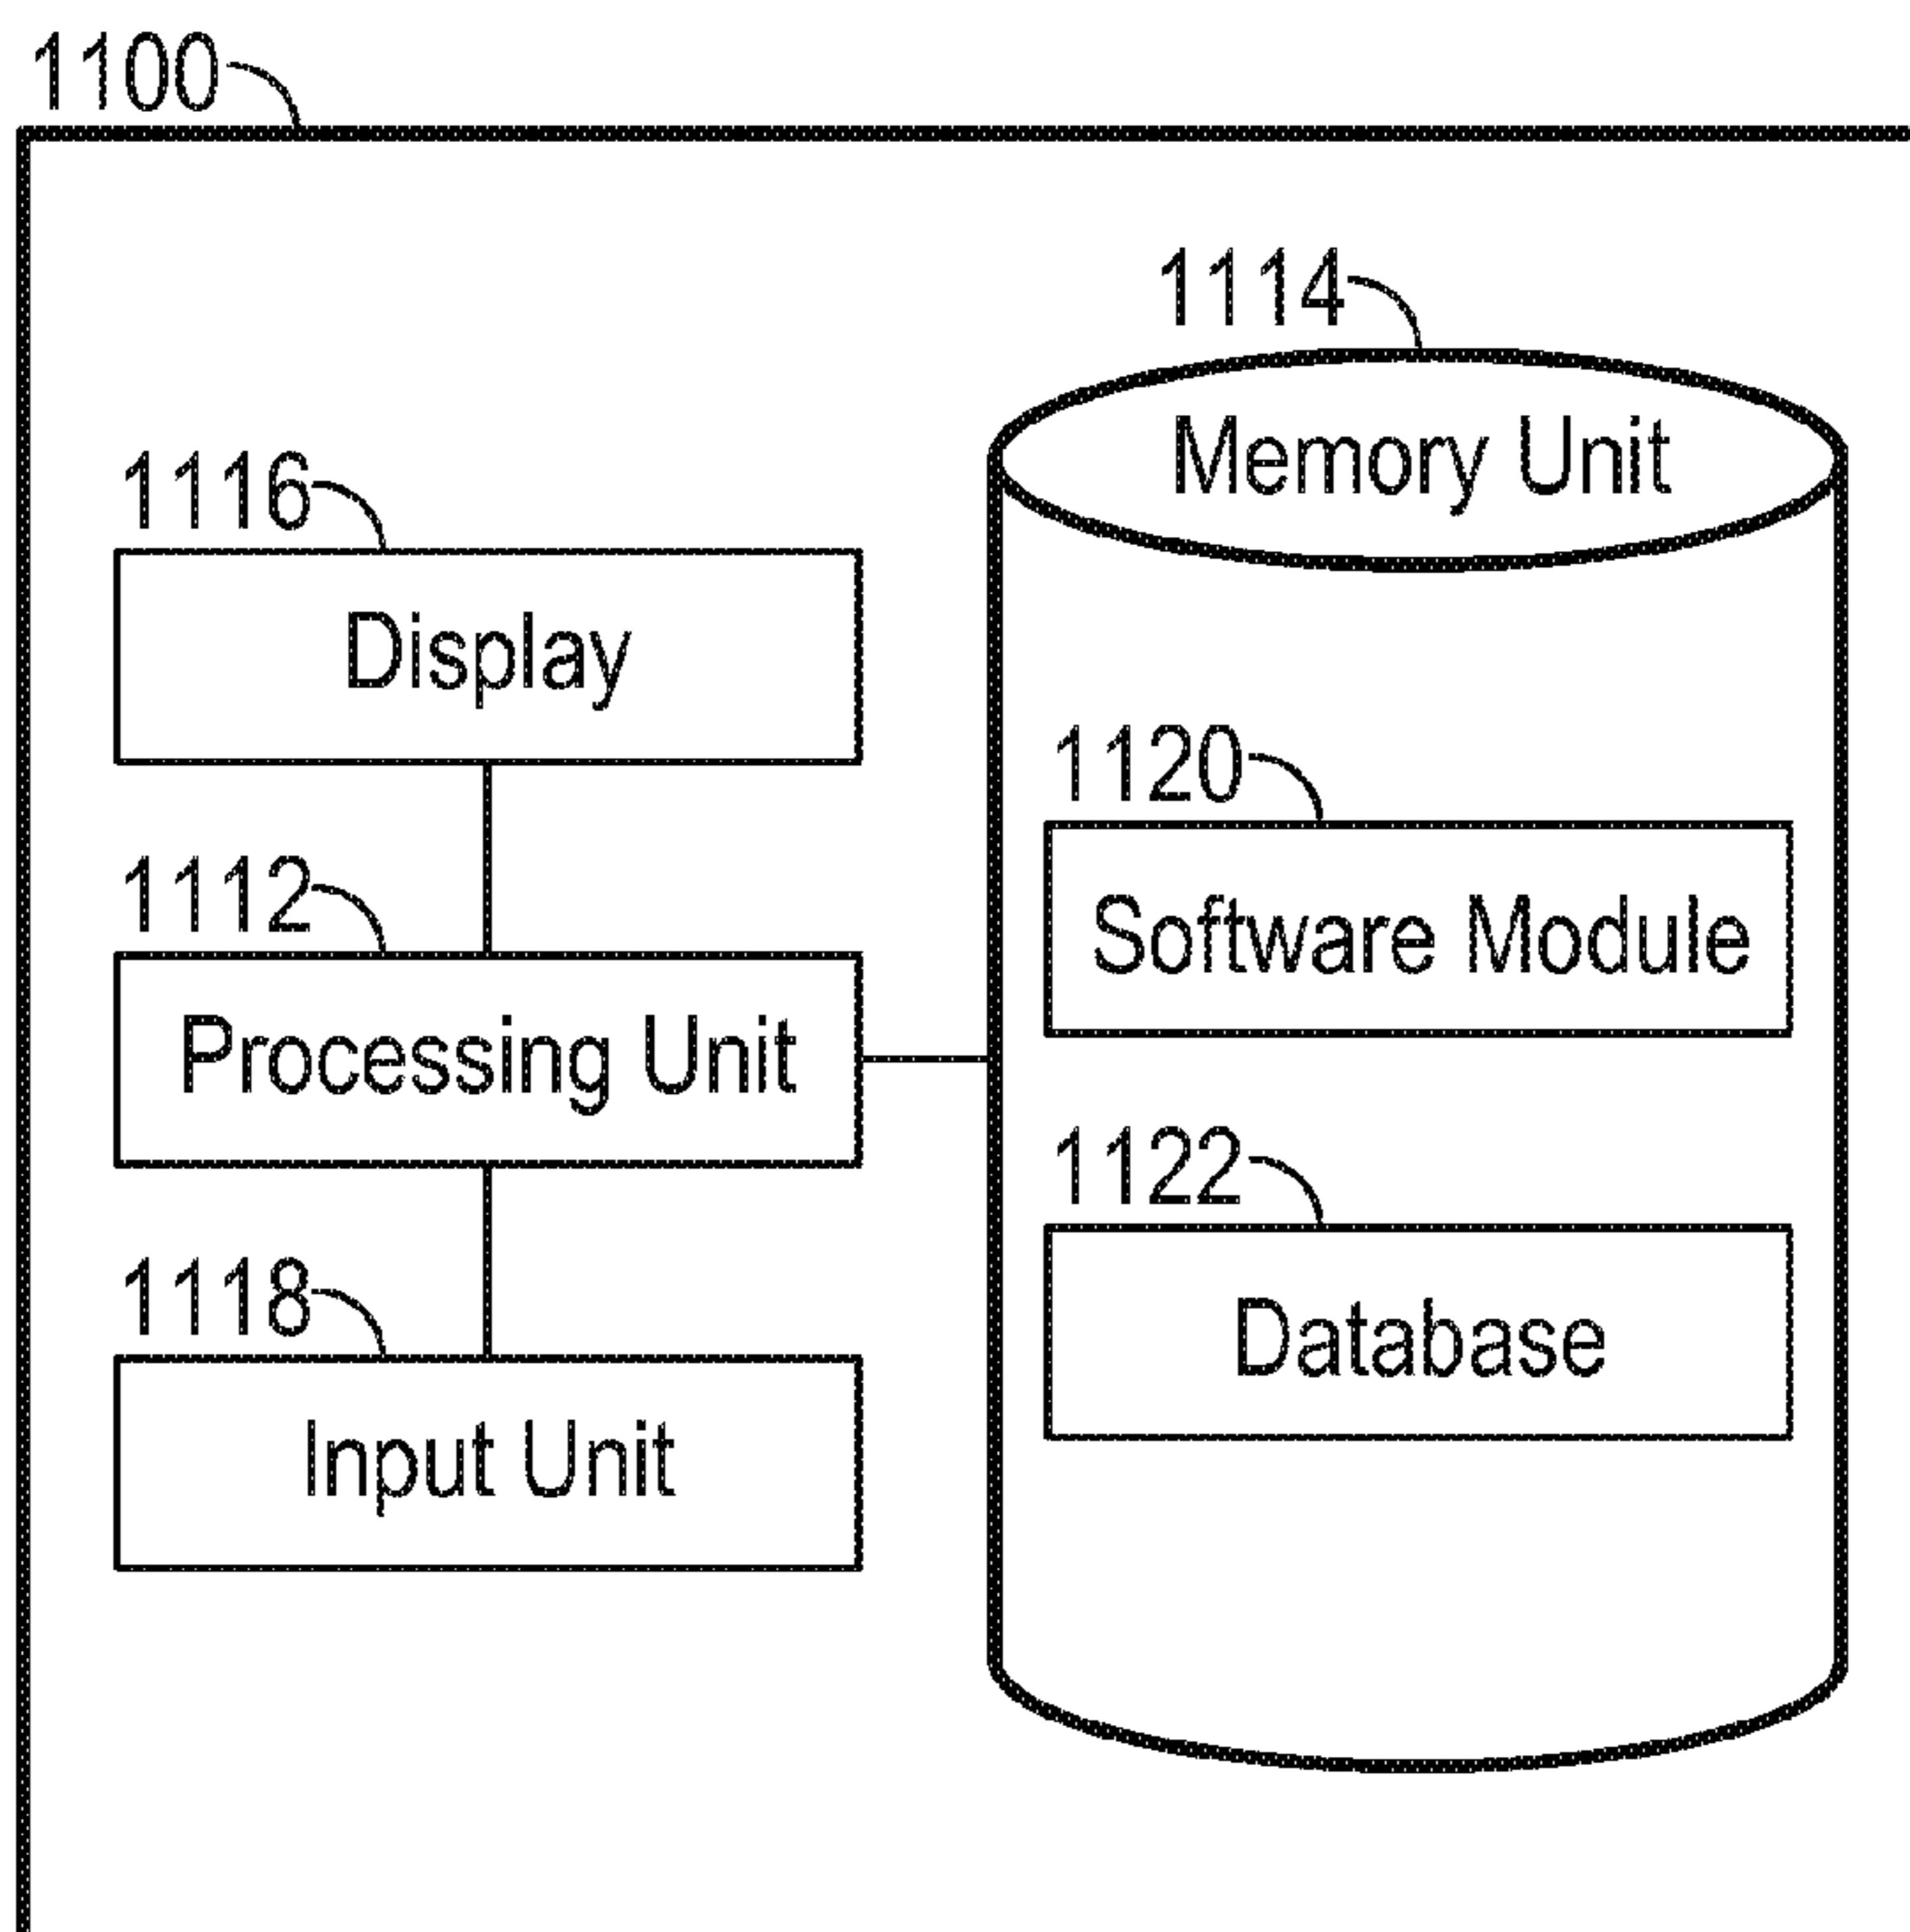 1100
1114
Memory Unit
1116
Display
1120
Software Module
1112
Processing Unit
1122
Database
1118
Input Unit